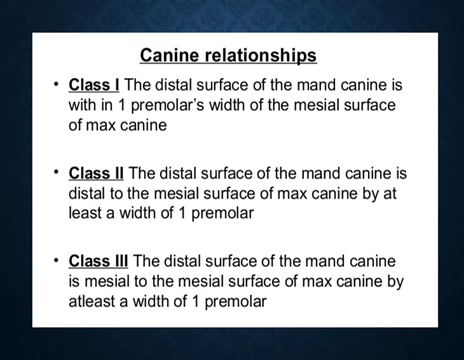 Canine relationships
• Class I The distal surface of the mand canine is
with in 1 premolar's width of the mesial surface
of max canine
• Class II The distal surface of the mand canine is
distal to the mesial surface of max canine by at
least a width of 1 premolar
• Class III The distal surface of the mand canine
is mesial to the mesial surface of max canine by
atleast a width of 1 premolar